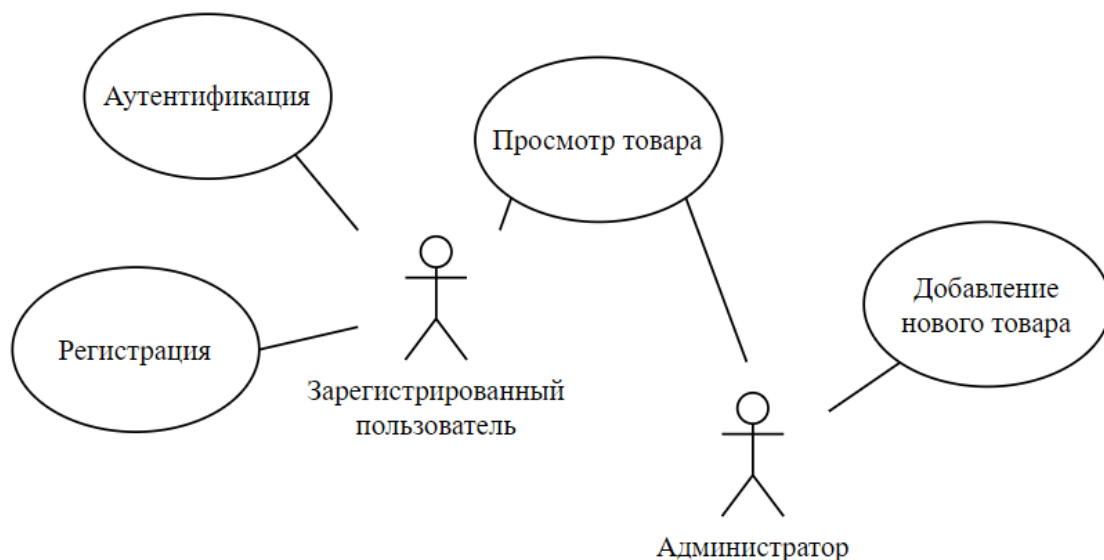 Аутентификация
Просмотр товара
Добавление
нового товара
Регистрация
Зарегистрированный
пользователь
Администратор